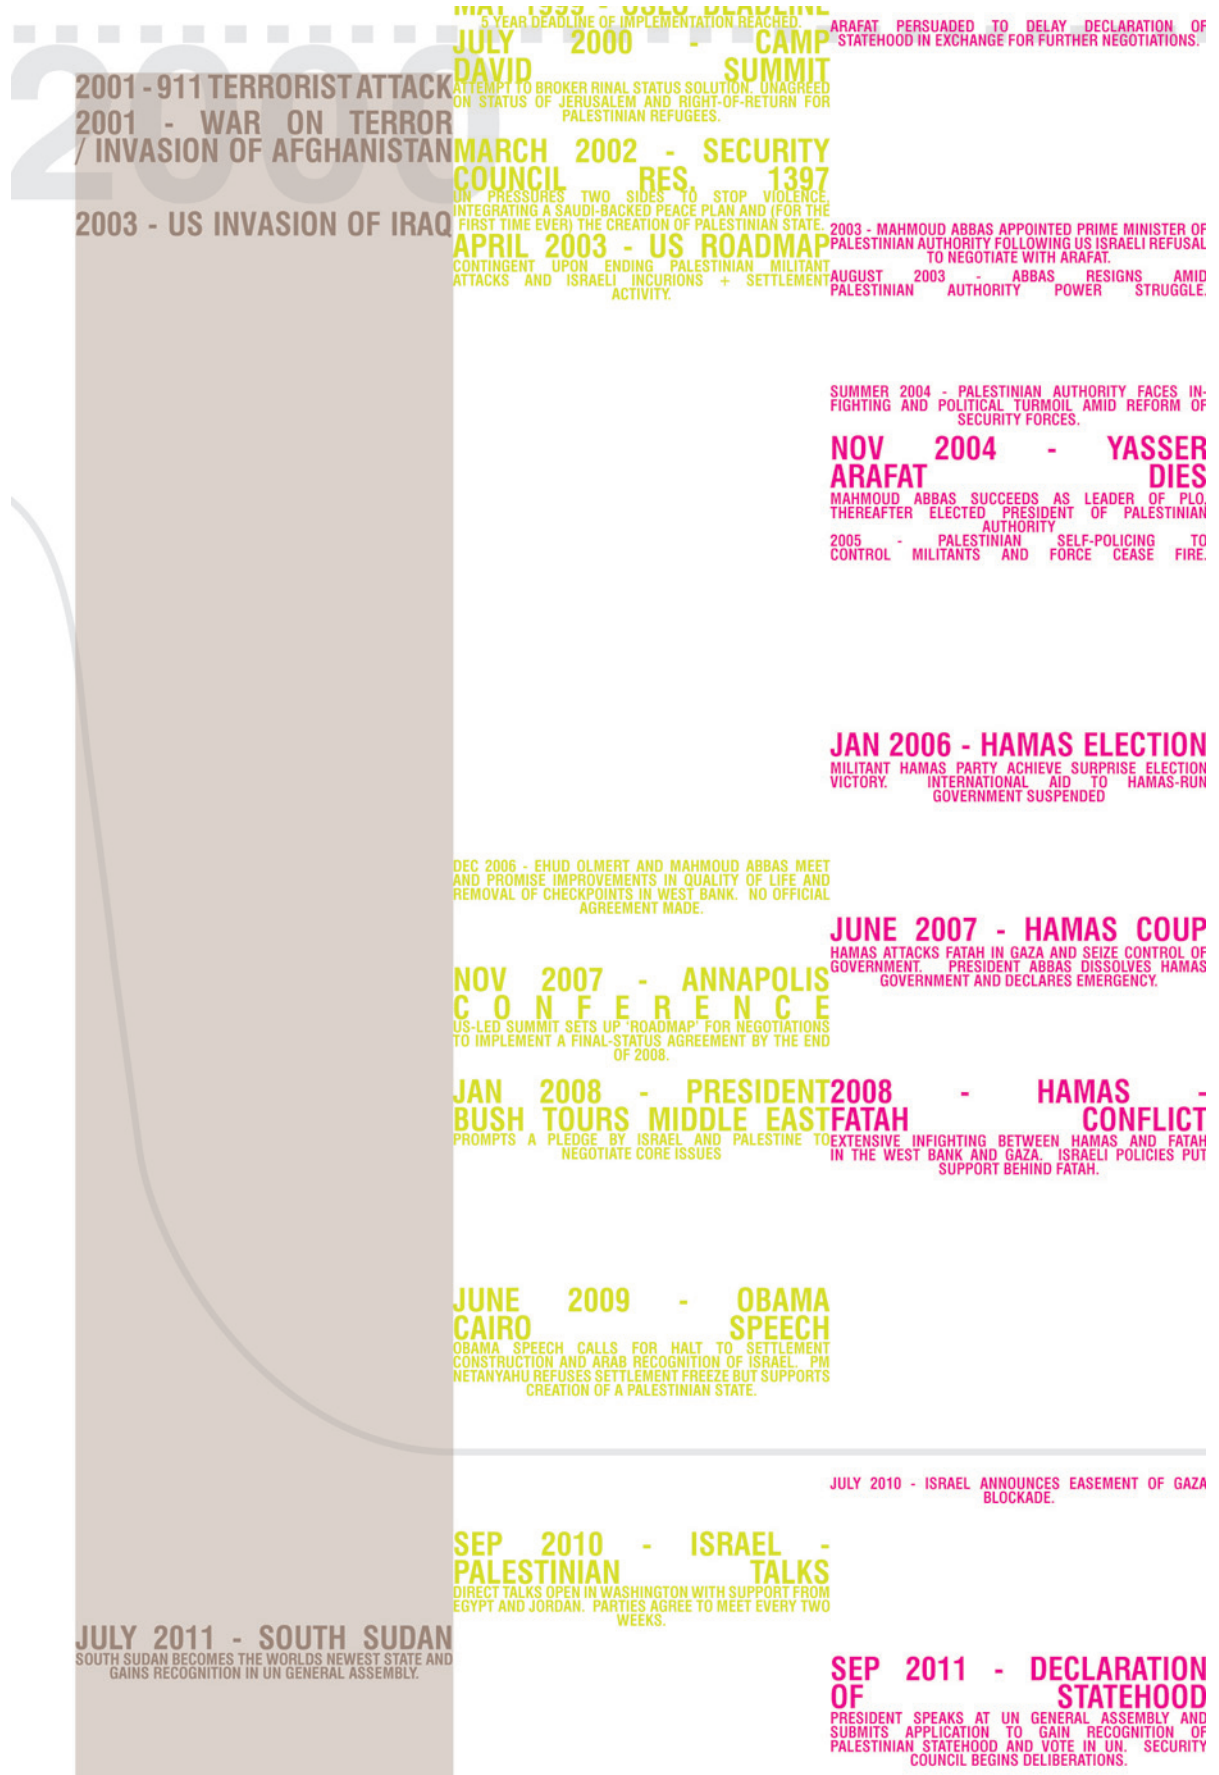 2000
2001 - 911 TERRORIST ATTACK
2001 - WAR ON TERROR
/ INVASION OF AFGHANISTAN
2003 - US INVASION OF IRAQ
JULY 2011 - SOUTH SUDAN
SOUTH SUDAN BECOMES THE WORLDS NEWEST STATE AND
GAINS RECOGNITION IN UN GENERAL ASSEMBLY.
MAY 1999 - OSLO DEADLINE
5 YEAR DEADLINE OF IMPLEMENTATION REACHED.
JULY 2000 - CAMP
DAVID SUMMIT
ATTEMPT TO BROKER RINAL STATUS SOLUTION. UNAGREED
ON STATUS OF JERUSALEM AND RIGHT-OF-RETURN FOR
PALESTINIAN REFUGEES.
MARCH 2002 - SECURITY
COUNCIL RES. 1397
UN PRESSURES TWO SIDES TO STOP VIOLENCE,
INTEGRATING A SAUDI-BACKED PEACE PLAN AND (FOR THE
FIRST TIME EVER) THE CREATION OF PALESTINIAN STATE.
APRIL 2003 - US ROADMAP
CONTINGENT UPON ENDING PALESTINIAN MILITANT
ATTACKS AND ISRAELI INCURIONS + SETTLEMENT
ACTIVITY.
DEC 2006 - EHUD OLMERT AND MAHMOUD ABBAS MEET
AND PROMISE IMPROVEMENTS IN QUALITY OF LIFE AND
REMOVAL OF CHECKPOINTS IN WEST BANK. NO OFFICIAL
AGREEMENT MADE.
NOV 2007 - ANNAPOLIS
CONFERENCE
US-LED SUMMIT SETS UP 'ROADMAP' FOR NEGOTIATIONS
TO IMPLEMENT A FINAL-STATUS AGREEMENT BY THE END
OF 2008.
JAN 2008 - PRESIDENT
BUSH TOURS MIDDLE EAST
PROMPTS A PLEDGE BY ISRAEL AND PALESTINE TO
NEGOTIATE CORE ISSUES
JUNE 2009 - OBAMA
CAIRO SPEECH
OBAMA SPEECH CALLS FOR HALT TO SETTLEMENT
CONSTRUCTION AND ARAB RECOGNITION OF ISRAEL. PM
NETANYAHU REFUSES SETTLEMENT FREEZE BUT SUPPORTS
CREATION OF A PALESTINIAN STATE.
SEP 2010 - ISRAEL -
PALESTINIAN TALKS
DIRECT TALKS OPEN IN WASHINGTON WITH SUPPORT FROM
EGYPT AND JORDAN. PARTIES AGREE TO MEET EVERY TWO
WEEKS.
ARAFAT PERSUADED TO DELAY DECLARATION OF
STATEHOOD IN EXCHANGE FOR FURTHER NEGOTIATIONS.
2003 - MAHMOUD ABBAS APPOINTED PRIME MINISTER OF
PALESTINIAN AUTHORITY FOLLOWING US ISRAELI REFUSAL
TO NEGOTIATE WITH ARAFAT.
AUGUST 2003 - ABBAS RESIGNS AMID
PALESTINIAN AUTHORITY POWER STRUGGLE.
SUMMER 2004 - PALESTINIAN AUTHORITY FACES IN-
FIGHTING AND POLITICAL TURMOIL AMID REFORM OF
SECURITY FORCES.
NOV 2004 - YASSER
ARAFAT DIES
MAHMOUD ABBAS SUCCEEDS AS LEADER OF PLO,
THEREAFTER ELECTED PRESIDENT OF PALESTINIAN
AUTHORITY
2005 - PALESTINIAN SELF-POLICING TO
CONTROL MILITANTS AND FORCE CEASE FIRE.
JAN 2006 - HAMAS ELECTION
MILITANT HAMAS PARTY ACHIEVE SURPRISE ELECTION
VICTORY. INTERNATIONAL AID TO HAMAS-RUN
GOVERNMENT SUSPENDED
JUNE 2007 - HAMAS COUP
HAMAS ATTACKS FATAH IN GAZA AND SEIZE CONTROL OF
GOVERNMENT. PRESIDENT ABBAS DISSOLVES HAMAS
GOVERNMENT AND DECLARES EMERGENCY.
2008 - HAMAS -
FATAH CONFLICT
EXTENSIVE INFIGHTING BETWEEN HAMAS AND FATAH
IN THE WEST BANK AND GAZA. ISRAELI POLICIES PUT
SUPPORT BEHIND FATAH.
JULY 2010 - ISRAEL ANNOUNCES EASEMENT OF GAZA
BLOCKADE.
SEP 2011 - DECLARATION
OF STATEHOOD
PRESIDENT SPEAKS AT UN GENERAL ASSEMBLY AND
SUBMITS APPLICATION TO GAIN RECOGNITION OF
PALESTINIAN STATEHOOD AND VOTE IN UN. SECURITY
COUNCIL BEGINS DELIBERATIONS.